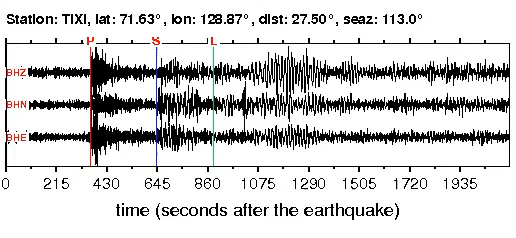 Station: TIXI, lat: 71.63°, lon: 128.87°, dist: 27.50°, seaz: 113.0°
P S L
BHZ
BHN
BHE
0 215 430 645 860 1075 1290 1505 1720 1935
time (seconds after the earthquake)